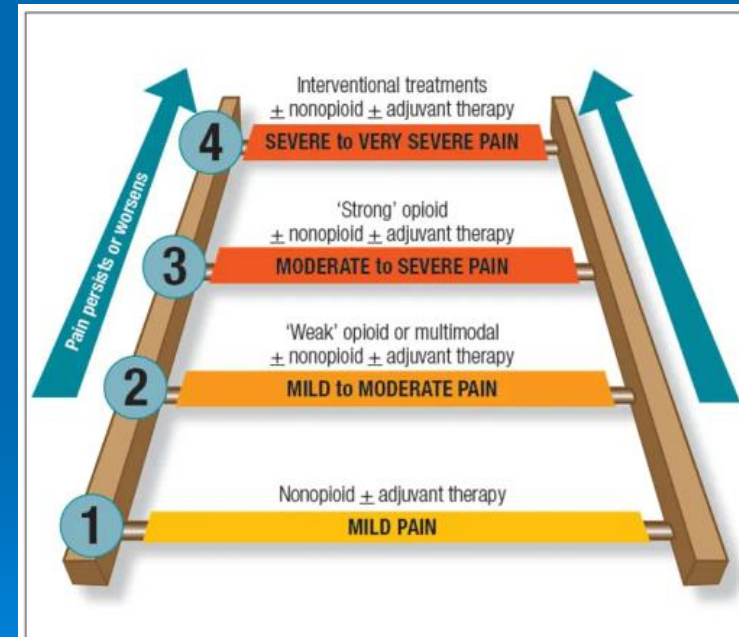 Interventional treatments
± nonopioid ± adjuvant therapy
4
SEVERE to VERY SEVERE PAIN
Pain persists or worsens
‘Strong’ opioid
± nonopioid ± adjuvant therapy
3
MODERATE to SEVERE PAIN
‘Weak’ opioid or multimodal
± nonopioid ± adjuvant therapy
2
MILD to MODERATE PAIN
Nonopioid ± adjuvant therapy
1
MILD PAIN